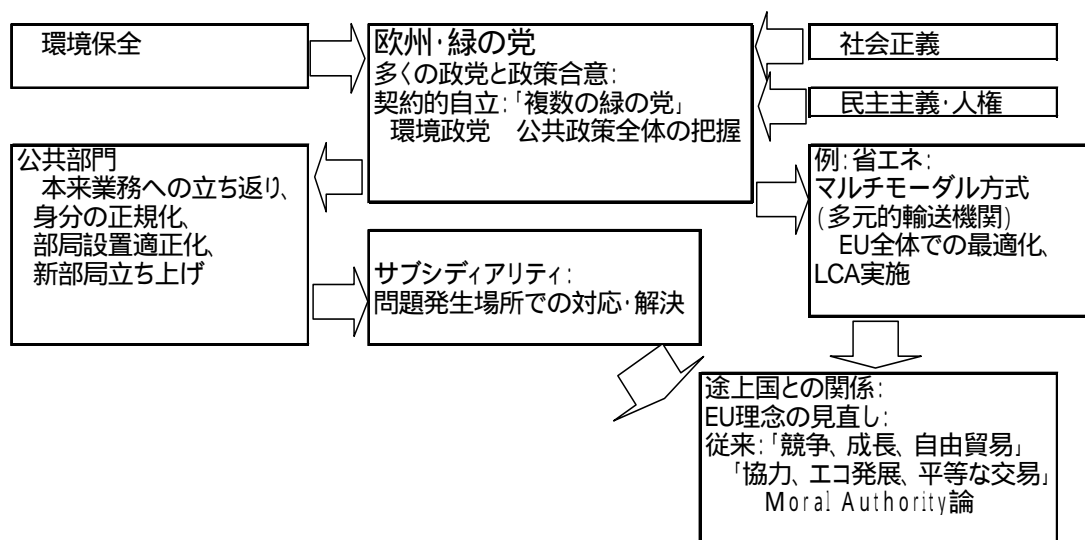 環境保全
欧州・緑の党
多くの政党と政策合意:
契約的自立:「複数の緑の党」
環境政党　公共政策全体の把握
社会正義
民主主義・人権
公共部門
本来業務への立ち返り、
身分の正規化、
部局設置適正化、
新部局立ち上げ
サブシディアリティ:
問題発生場所での対応・解決
例:省エネ:
マルチモーダル方式
(多元的輸送機関)
EU全体での最適化、
LCA実施
途上国との関係:
EU理念の見直し:
従来:「競争、成長、自由貿易」
「協力、エコ発展、平等な交易」
Moral Authority論